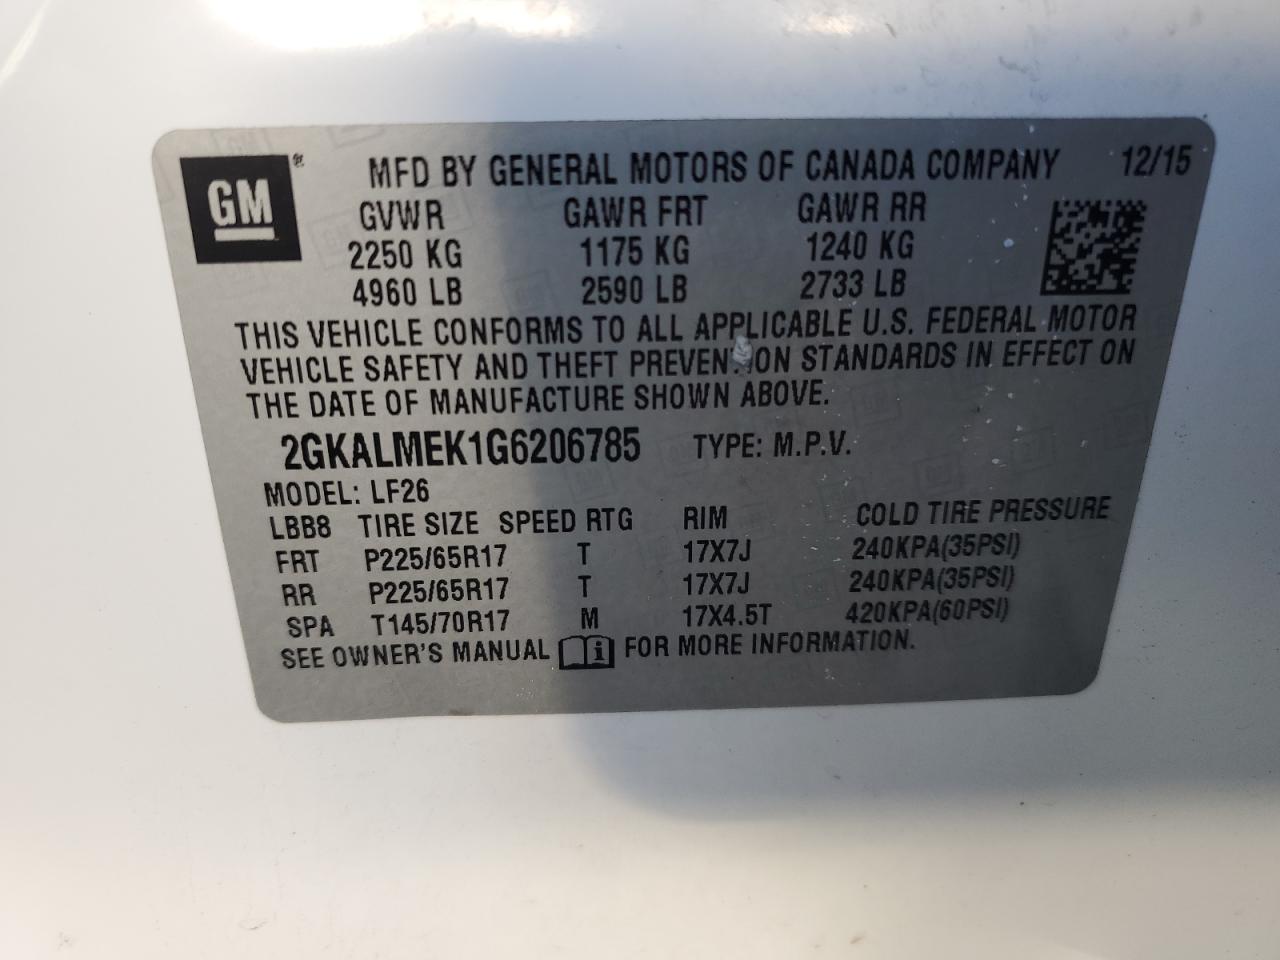 GM ® MFD BY GENERAL MOTORS OF CANADA COMPANY 12/15
GVWR GAWR FRT GAWR RR
2250 KG 1175 KG 1240 KG
4960 LB 2590 LB 2733 LB
THIS VEHICLE CONFORMS TO ALL APPLICABLE U.S. FEDERAL MOTOR
VEHICLE SAFETY AND THEFT PREVENTION STANDARDS IN EFFECT ON
THE DATE OF MANUFACTURE SHOWN ABOVE.
2GKALMEK1G6206785 TYPE: M.P.V.
MODEL: LF26
LBB8 TIRE SIZE SPEED RTG RIM COLD TIRE PRESSURE
FRT P225/65R17 T 17X7J 240KPA(35PSI)
RR P225/65R17 T 17X7J 240KPA(35PSI)
SPA T145/70R17 M 17X4.5T 420KPA(60PSI)
SEE OWNER'S MANUAL i FOR MORE INFORMATION.